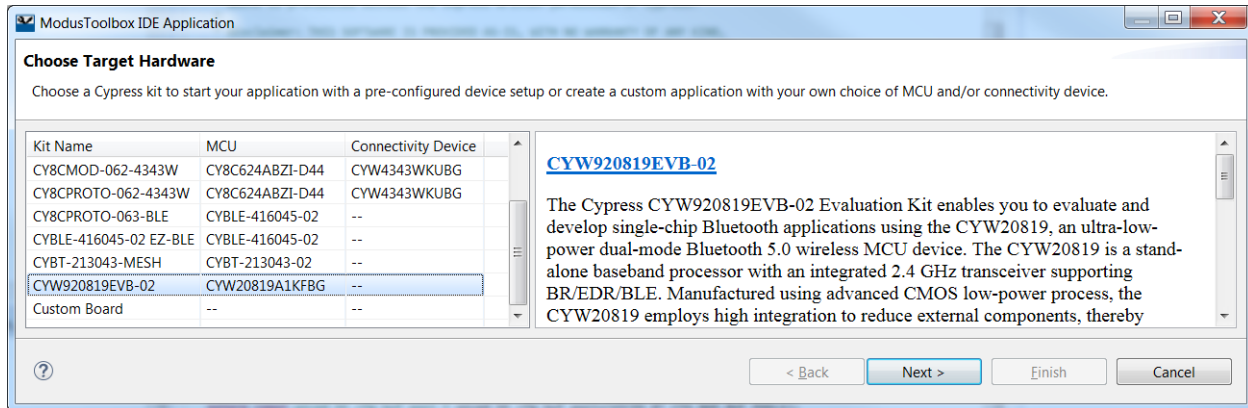 ModusToolbox IDE Application
Choose Target Hardware
Choose a Cypress kit to start your application with a pre-configured device setup or create a custom application with your own choice of MCU and/or connectivity device.
Kit Name MCU Connectivity Device
CY8CMOD-062-4343W CY8C624ABZI-D44 CYW4343WKUBG
CY8CPROTO-062-4343W CY8C624ABZI-D44 CYW4343WKUBG
CY8CPROTO-063-BLE CYBLE-416045-02 --
CYBLE-416045-02 EZ-BLE CYBLE-416045-02 --
CYBT-213043-MESH CYBT-213043-02 --
CYW920819EVB-02 CYW20819A1KFBG --
Custom Board -- --
CYW920819EVB-02
The Cypress CYW920819EVB-02 Evaluation Kit enables you to evaluate and
develop single-chip Bluetooth applications using the CYW20819, an ultra-low-
power dual-mode Bluetooth 5.0 wireless MCU device. The CYW20819 is a stand-
alone baseband processor with an integrated 2.4 GHz transceiver supporting
BR/EDR/BLE. Manufactured using advanced CMOS low-power process, the
CYW20819 employs high integration to reduce external components, thereby
? < Back Next > Finish Cancel